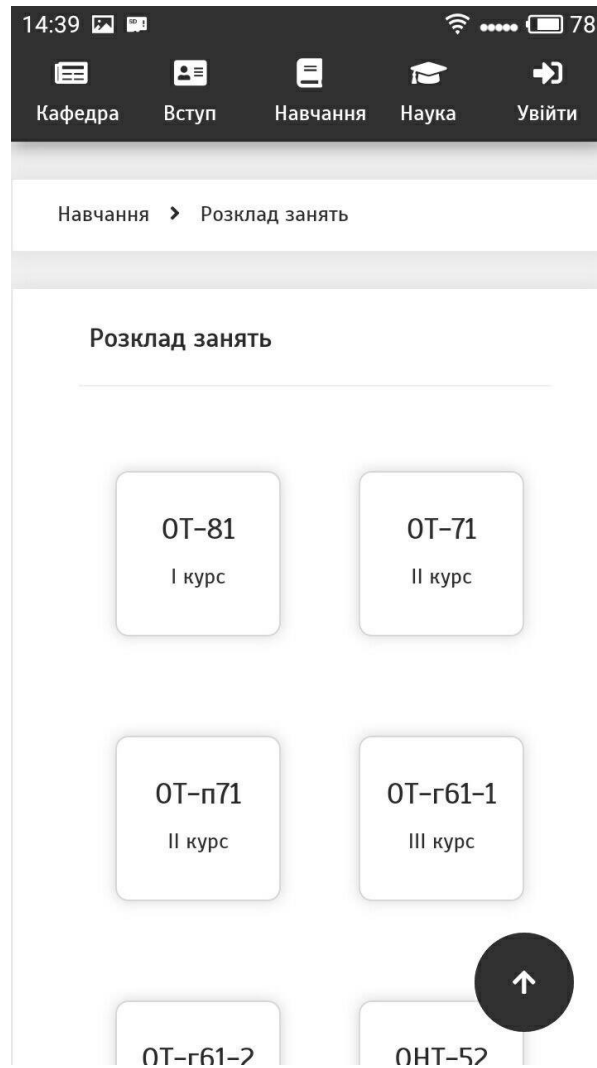 14:39 78
Кафедра Вступ Навчання Наука Увійти
Навчання Розклад занять
Розклад занять
ОТ-81 ОТ-71
I курс II курс
ОТ-п71 ОТ-г61-1
II курс III курс
ОТ-г61-2 ОНТ-52